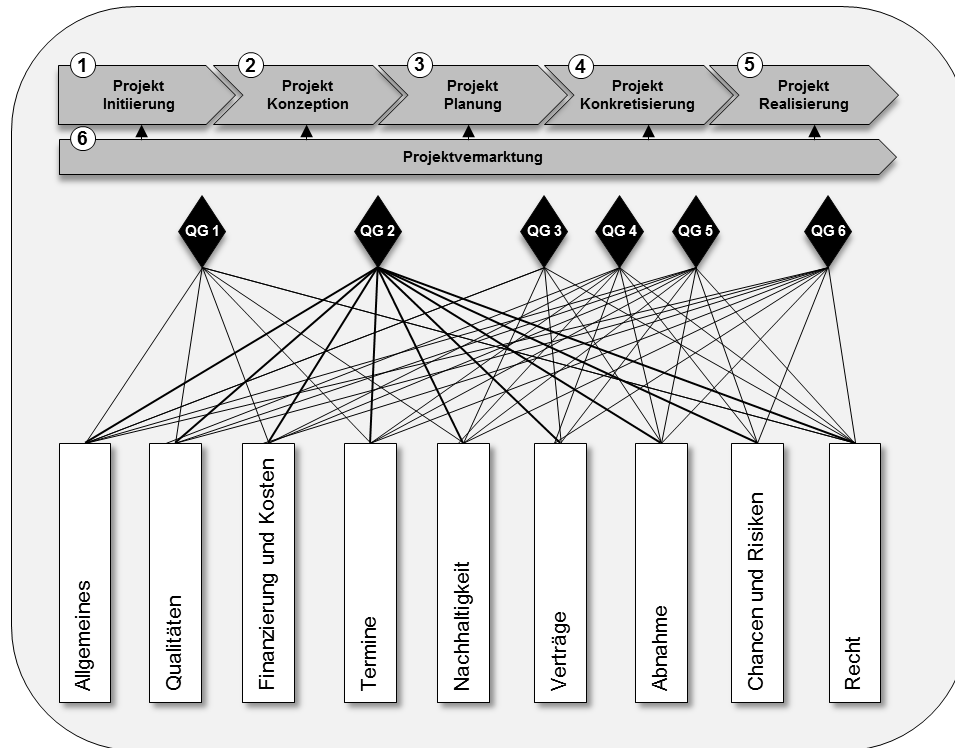 1
Projekt
Initiierung
2
Projekt
Konzeption
3
Projekt
Planung
4
Projekt
Konkretisierung
5
Projekt
Realisierung
6
Projektvermarktung
QG 1
QG 2
QG 3
QG 4
QG 5
QG 6
Allgemeines
Qualitäten
Finanzierung und Kosten
Termine
Nachhaltigkeit
Verträge
Abnahme
Chancen und Risiken
Recht